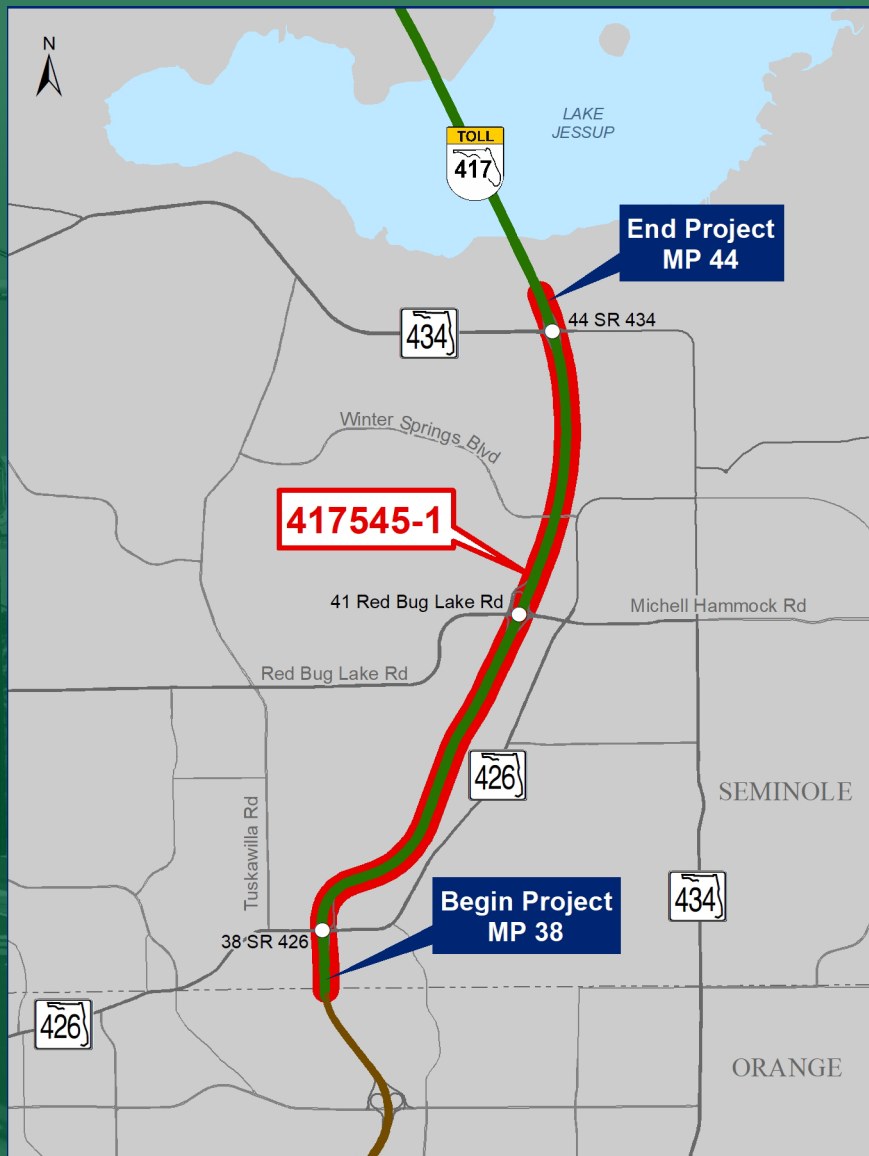 N
LAKE
JESSUP
TOLL
417
End Project
MP 44
434
44 SR 434
Winter Springs Blvd
417545-1
41 Red Bug Lake Rd
Michell Hammock Rd
Red Bug Lake Rd
426
SEMINOLE
Tuskawilla Rd
434
Begin Project
MP 38
38 SR 426
426
ORANGE